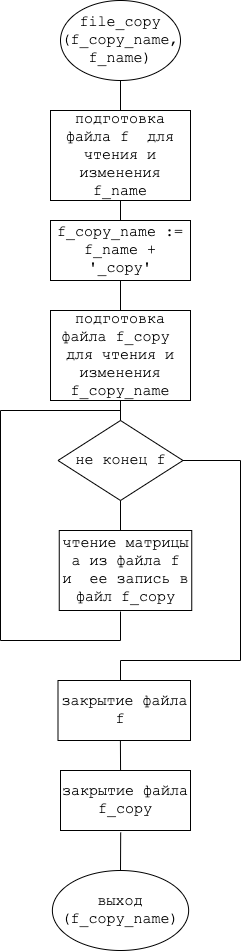 file_copy
(f_copy_name,
f_name)
подготовка
файла f для
чтения и
изменения
f_name
f_copy_name :=
f_name +
'_copy'
подготовка
файла f_copy
для чтения и
изменения
f_copy_name
не конец f
чтение матрицы
а из файла f
и ее запись в
файл f_copy
закрытие файла
f
закрытие файла
f_copy
выход
(f_copy_name)